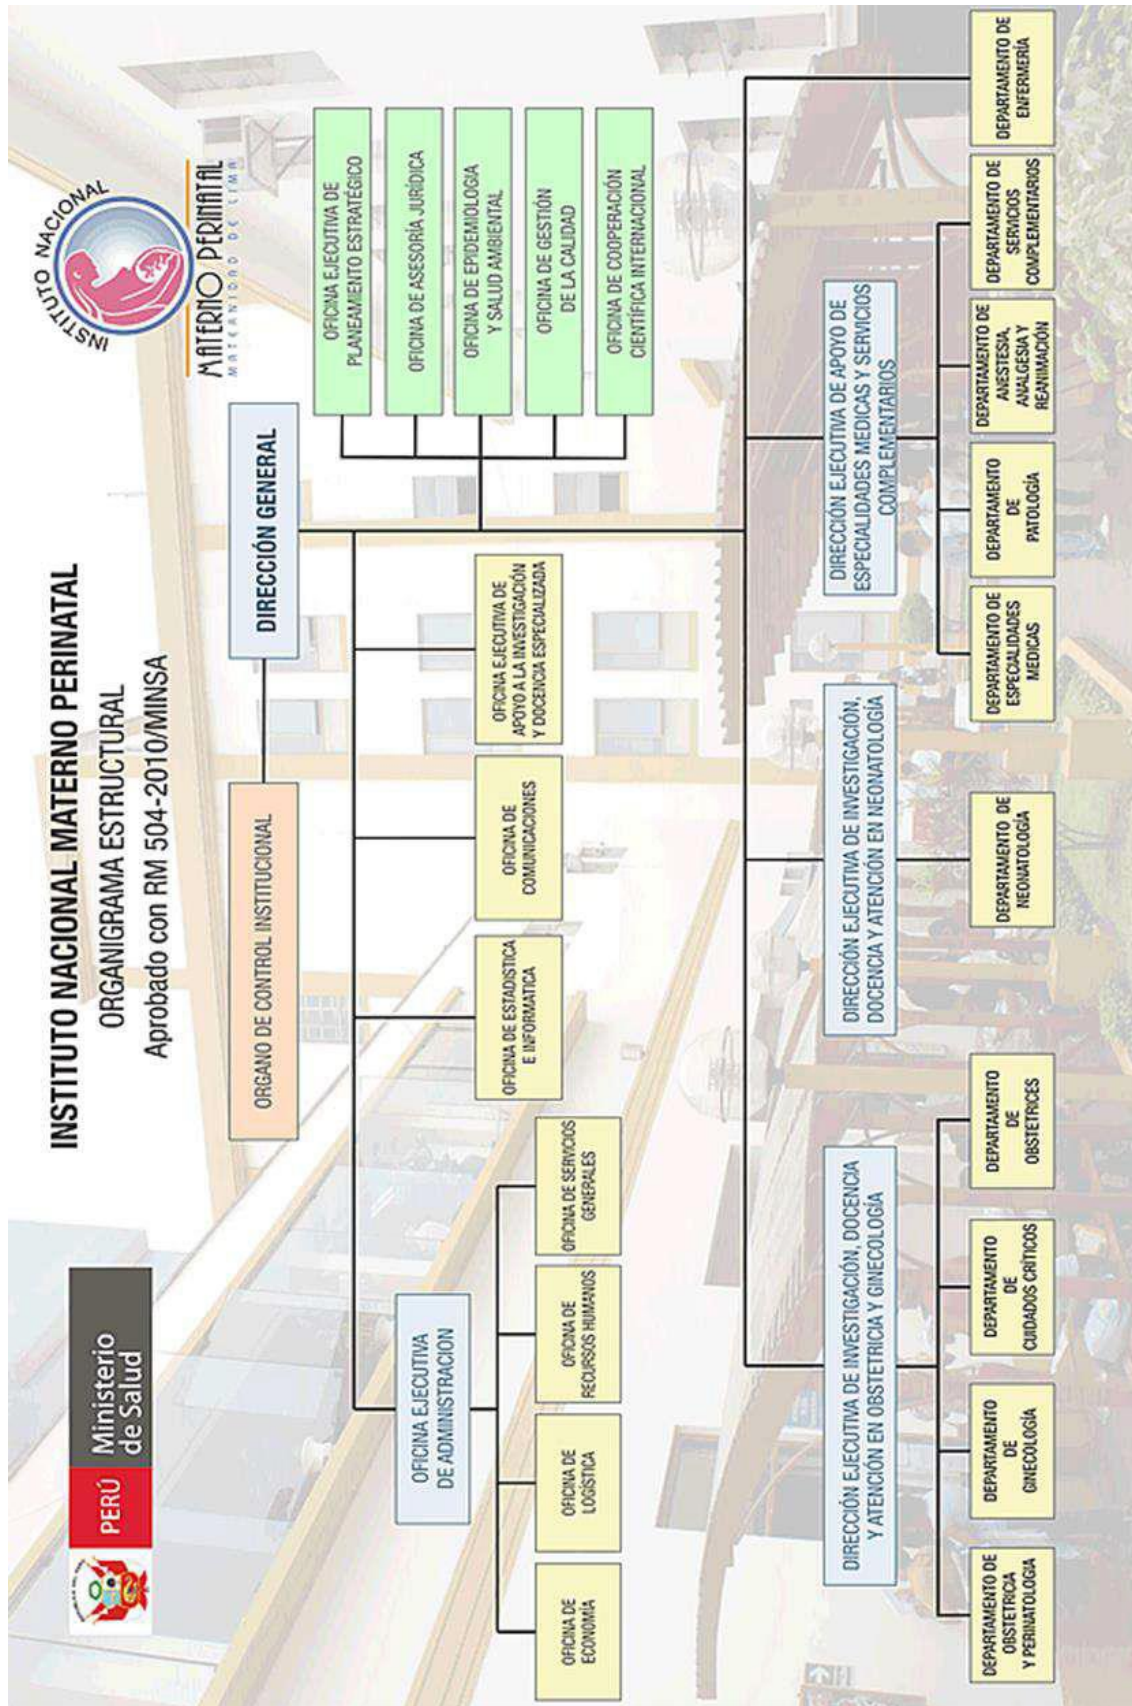 PERÚ
Ministerio
de Salud
INSTITUTO NACIONAL MATERNO PERINATAL
ORGANIGRAMA ESTRUCTURAL
Aprobado con RM 504-2010/MINSA
INSTITUTO NACIONAL
MATERNO PERINATAL
MATERNIDAD DE LIMA
ORGANO DE CONTROL INSTITUCIONAL
DIRECCIÓN GENERAL
OFICINA EJECUTIVA DE
PLANEAMIENTO ESTRATÉGICO
OFICINA DE ASESORÍA JURÍDICA
OFICINA DE EPIDEMIOLOGIA
Y SALUD AMBIENTAL
OFICINA DE GESTIÓN
DE LA CALIDAD
OFICINA DE COOPERACIÓN
CIENTÍFICA INTERNACIONAL
OFICINA EJECUTIVA
DE ADMINISTRACION
OFICINA DE ESTADISTICA
E INFORMATICA
OFICINA DE
COMUNICACIONES
OFICINA EJECUTIVA DE
APOYO A LA INVESTIGACIÓN
Y DOCENCIA ESPECIALIZADA
OFICINA DE
ECONOMÍA
OFICINA DE
LOGÍSTICA
OFICINA DE
RECURSOS HUMANOS
OFICINA DE SERVICIOS
GENERALES
DIRECCIÓN EJECUTIVA DE INVESTIGACIÓN, DOCENCIA
Y ATENCIÓN EN OBSTETRICIA Y GINECOLOGÍA
DIRECCIÓN EJECUTIVA DE INVESTIGACIÓN,
DOCENCIA Y ATENCIÓN EN NEONATOLOGÍA
DIRECCIÓN EJECUTIVA DE APOYO DE
ESPECIALIDADES MEDICAS Y SERVICIOS
COMPLEMENTARIOS
DEPARTAMENTO DE
OBSTETRICIA
Y PERINATOLOGIA
DEPARTAMENTO
DE
GINECOLOGÍA
DEPARTAMENTO
DE
CUIDADOS CRÍTICOS
DEPARTAMENTO
DE
OBSTETRICES
DEPARTAMENTO DE
NEONATOLOGÍA
DEPARTAMENTO DE
ESPECIALIDADES
MEDICAS
DEPARTAMENTO
DE
PATOLOGÍA
DEPARTAMENTO DE
ANESTESIA,
ANALGESIA Y
REANIMACIÓN
DEPARTAMENTO DE
SERVICIOS
COMPLEMENTARIOS
DEPARTAMENTO DE
ENFERMERÍA